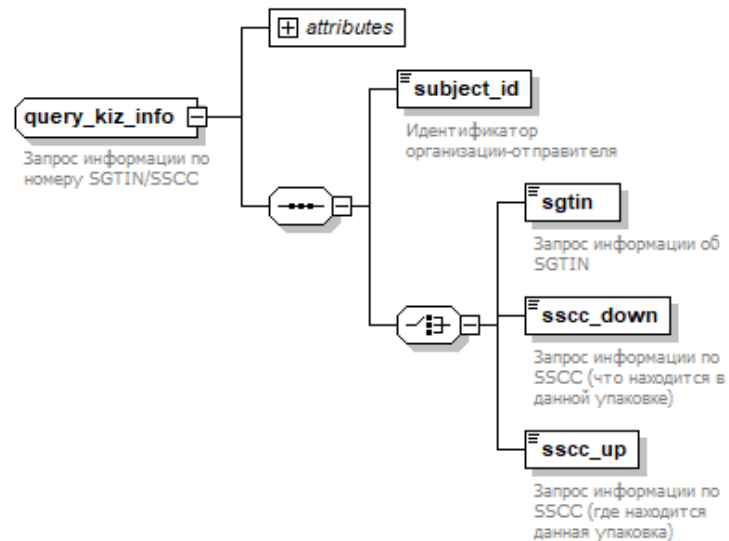 attributes
subject_id
query_kiz_info
Идентификатор
организации-отправителя
Запрос информации по
номеру SGTIN/SSCC
sgtin
Запрос информации об
SGTIN
sscc_down
Запрос информации по
SSCC (что находится в
данной упаковке)
sscc_up
Запрос информации по
SSCC (где находится
данная упаковка)